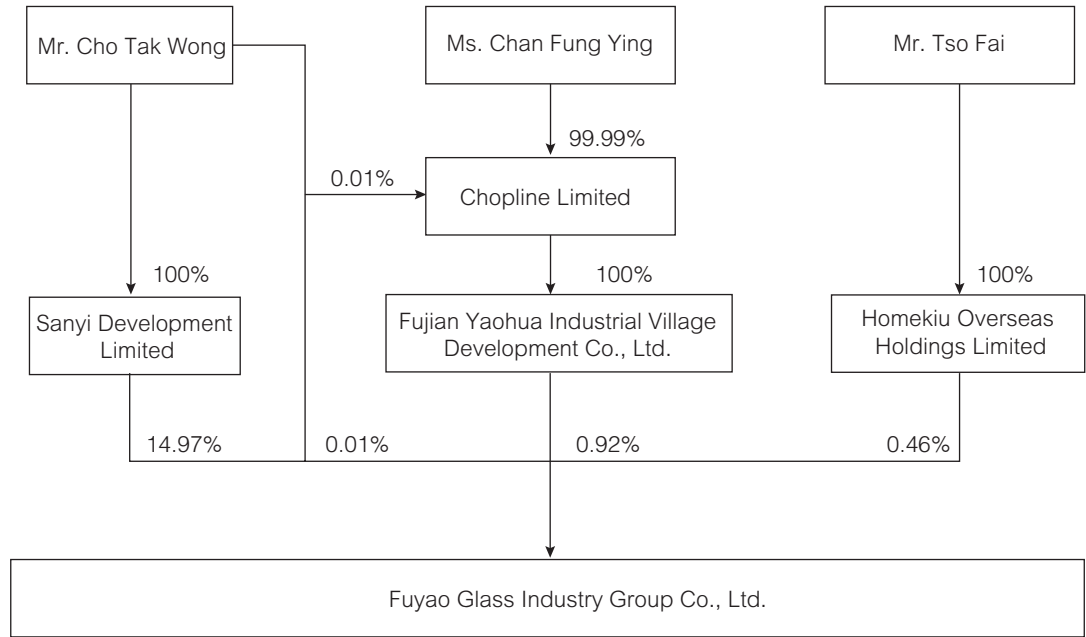 Mr. Cho Tak Wong
Ms. Chan Fung Ying
Mr. Tso Fai
99.99%
0.01%
Chopline Limited
100%
100%
100%
Sanyi Development
Limited
Fujian Yaohua Industrial Village
Development Co., Ltd.
Homekiu Overseas
Holdings Limited
14.97%
0.01%
0.92%
0.46%
Fuyao Glass Industry Group Co., Ltd.